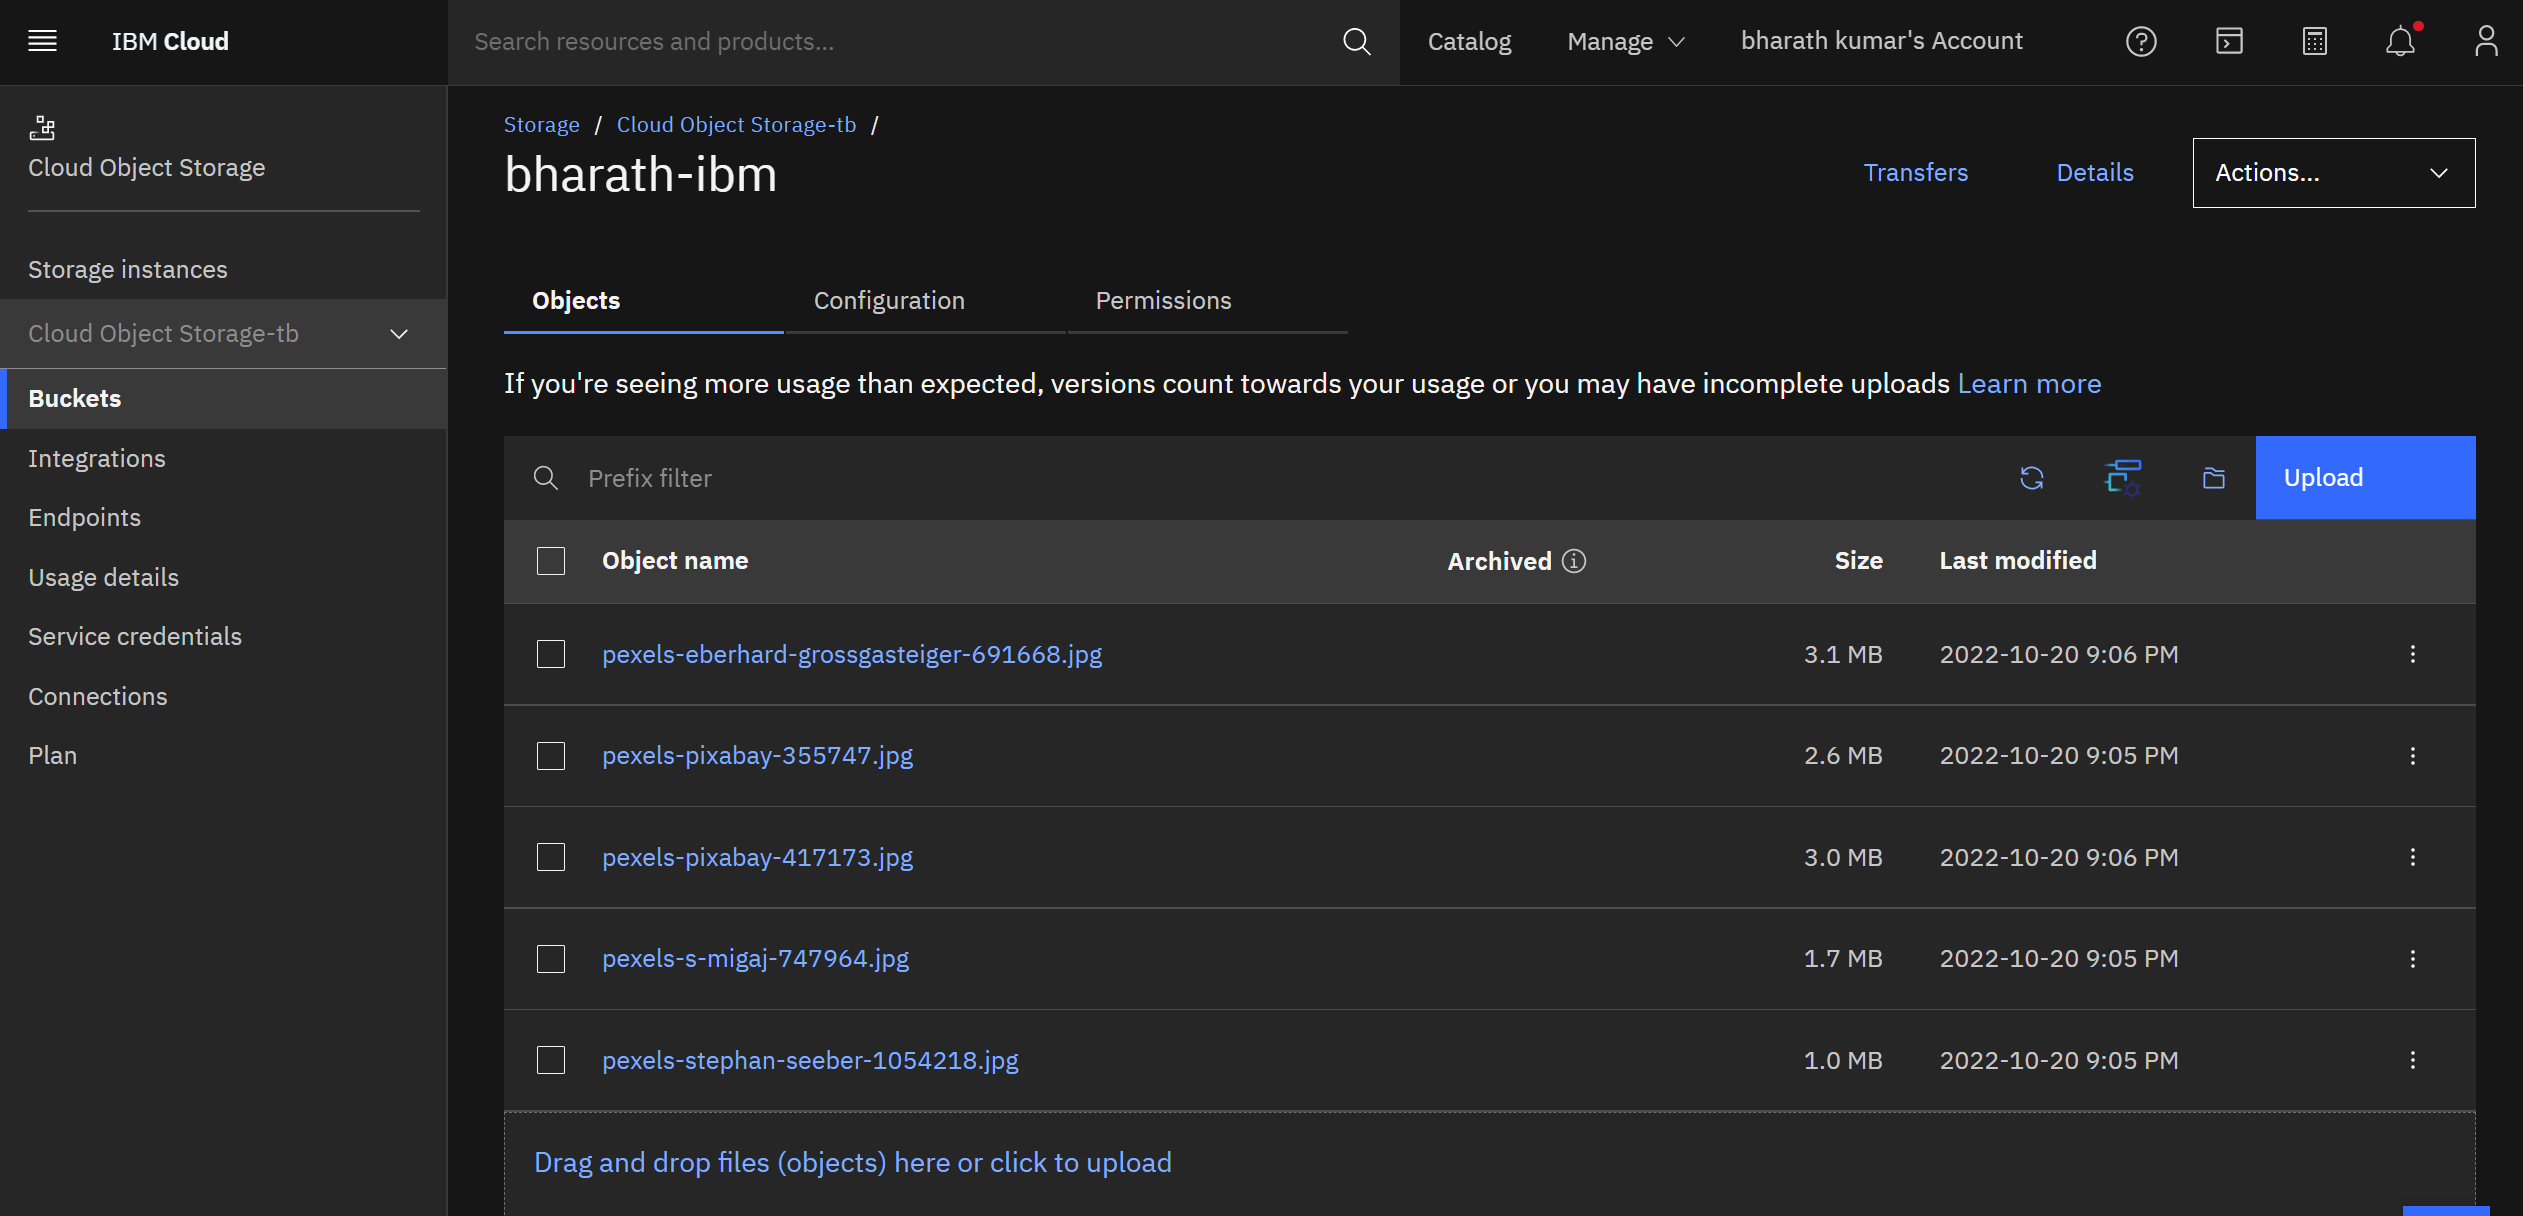 IBM Cloud
Search resources and products...
Catalog
Manage
bharath kumar's Account
Cloud Object Storage
Storage instances
Cloud Object Storage-tb
Buckets
Integrations
Endpoints
Usage details
Service credentials
Connections
Plan
Storage / Cloud Object Storage-tb /
bharath-ibm
Transfers
Details
Actions...
Objects
Configuration
Permissions
If you're seeing more usage than expected, versions count towards your usage or you may have incomplete uploads Learn more
Prefix filter
Upload
Object name Archived Size Last modified
pexels-eberhard-grossgasteiger-691668.jpg 3.1 MB 2022-10-20 9:06 PM
pexels-pixabay-355747.jpg 2.6 MB 2022-10-20 9:05 PM
pexels-pixabay-417173.jpg 3.0 MB 2022-10-20 9:06 PM
pexels-s-migaj-747964.jpg 1.7 MB 2022-10-20 9:05 PM
pexels-stephan-seeber-1054218.jpg 1.0 MB 2022-10-20 9:05 PM
Drag and drop files (objects) here or click to upload